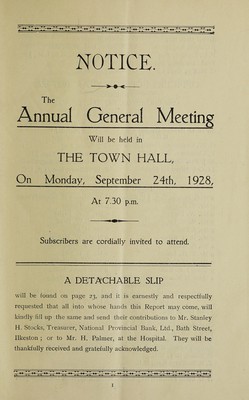 NOTICE.
The
Annual General Meeting
Will be held in
THE TOWN HALL,
On Monday, September 24th, 1928,
At 7.30 p.m.
Subscribers are cordially invited to attend.
A DETACHABLE SLIP
will be found on page 23, and it is earnestly and respectfully
requested that all into whose hands this Report may come, will
kindly fill up the same and send their contributions to Mr. Stanley
H. Stocks, Treasurer, National Provincial Bank, Ltd., Bath Street,
Ilkeston ; or to Mr. H. Palmer, at the Hospital. They will be
thankfully received and gratefully acknowledged.
1